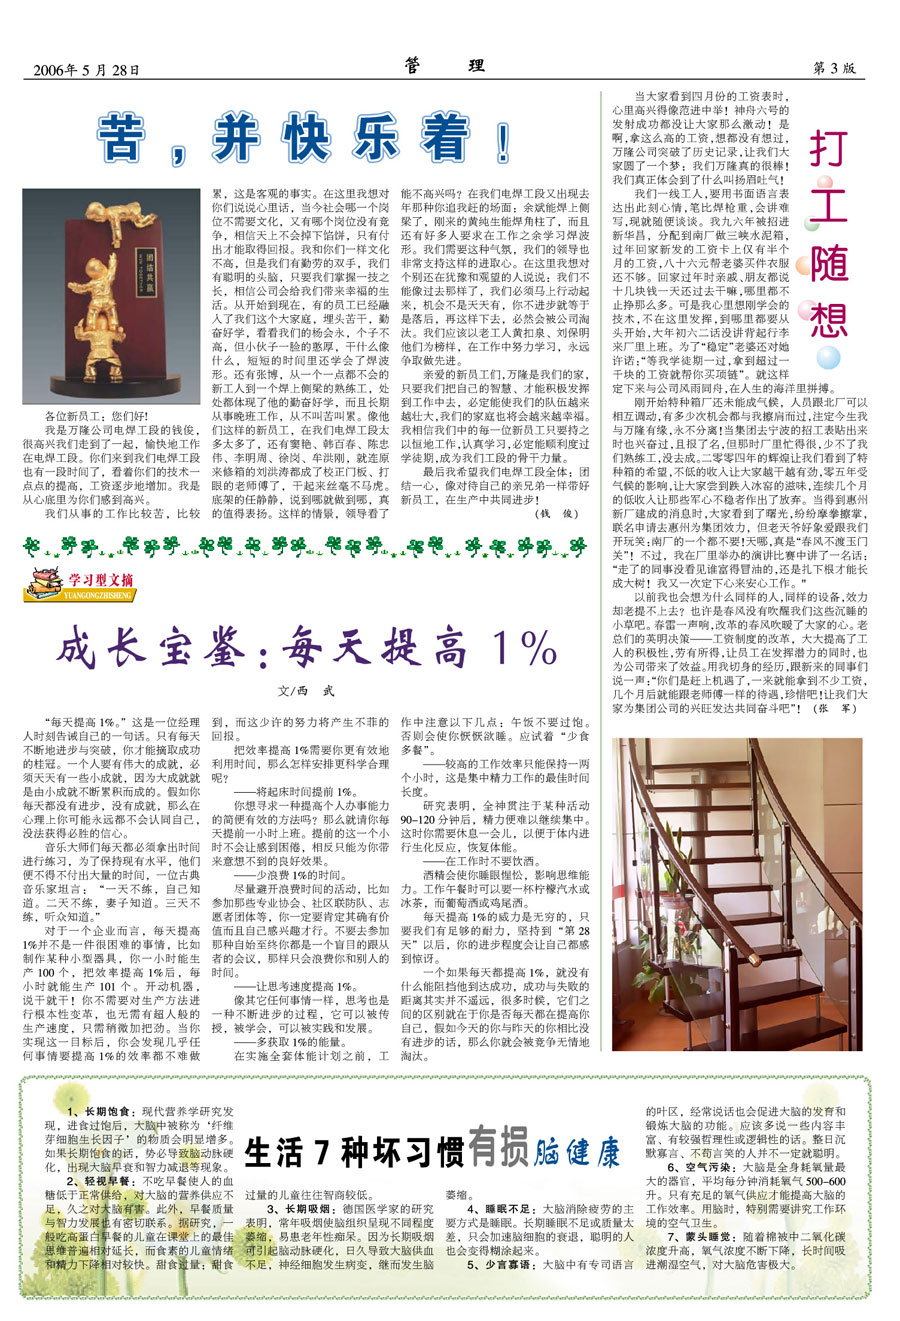 2006年 5 月 28日
管 理
第 3 版
苦，并快乐着！
团结共赢
各位新员工：您们好!
我是万隆公司电焊工段的钱俊，
很高兴我们走到了一起，愉快地工作
在电焊工段。你们来到我们电焊工段
也有一段时间了，看着你们的技术一
点点的提高，工资逐步地增加。我是
从心底里为你们感到高兴。
我们从事的工作比较苦，比较
累，这是客观的事实。在这里我想对
你们说说心里话，当今社会哪一个岗
位不需要文化，又有哪个岗位没有竞
争，相信天上不会掉下馅饼，只有付
出才能取得回报。我和你们一样文化
不高，但是我们有勤劳的双手，我们
有聪明的头脑，只要我们掌握一技之
长，相信公司会给我们带来幸福的生
活。从开始到现在，有的员工已经融
入了我们这个大家庭，埋头苦干，勤
奋好学，看看我们的杨会永，个子不
高，但小伙子一脸的憨厚，干什么像
什么，短短的时间里还学会了焊波
形。还有张博，从一个一点都不会的
新工人到一个焊上侧梁的熟练工，处
处都体现了他的勤奋好学，而且长期
从事晚班工作，从不叫苦叫累。像他
们这样的新员工，在我们电焊工段太
多太多了，还有窦艳、韩百春、陈忠
伟、李明周、徐岗、牟洪刚，就连原
来修箱的刘洪涛都成了校正门板、打
眼的老师傅了，干起来丝毫不马虎。
底架的任静静，说到哪就做到哪，真
的值得表扬。这样的情景，领导看了
能不高兴吗？在我们电焊工段又出现去
年那种你追我赶的场面：余斌能焊上侧
梁了，刚来的黄纯生能焊角柱了，而且
还有好多人要求在工作之余学习焊波
形。我们需要这种气氛，我们的领导也
非常支持这样的进取心。在这里我想对
个别还在犹豫和观望的人说说：我们不
能像过去那样了，我们必须马上行动起
来，机会不是天天有，你不进步就等于
是落后，再这样下去，必然会被公司淘
汰。我们应该以老工人黄扣泉、刘保明
他们为榜样，在工作中努力学习，永远
争取做先进。
亲爱的新员工们,万隆是我们的家，
只要我们把自己的智慧、才能积极发挥
到工作中去，必定能使我们的队伍越来
越壮大,我们的家庭也将会越来越幸福。
我相信我们中的每一位新员工只要持之
以恒地工作,认真学习,必定能顺利度过
学徒期,成为我们工段的骨干力量。
最后我希望我们电焊工段全体：团
结一心，像对待自己的亲兄弟一样带好
新员工，在生产中共同进步!
（钱 俊）
打工随想
当大家看到四月份的工资表时，
心里高兴得像范进中举！神舟六号的
发射成功都没让大家那么激动！是
啊,拿这么高的工资,想都没有想过，
万隆公司突破了历史记录,让我们大
家圆了一个梦：我们万隆真的很棒!
我们真正体会到了什么叫扬眉吐气!
我们一线工人,要用书面语言表
达出此刻心情,笔比焊枪重,会讲难
写,现就随便谈谈。我九六年被招进
新华昌，分配到南厂做三峡水泥箱，
过年回家新发的工资卡上仅有半个
月的工资,八十六元帮老婆买件衣服
还不够。回家过年时亲戚,朋友都说
十几块钱一天还过去干嘛,哪里都不
止挣那么多。可是我心里想刚学会的
技术,不在这里发挥,到哪里都要从
头开始,大年初六二话没讲背起行李
来厂里上班。为了“稳定”老婆还对她
许诺:“等我学徒期一过,拿到超过一
千块的工资就帮你买项链”。就这样
定下来与公司风雨同舟,在人生的海洋里拼搏。
刚开始特种箱厂还未能成气候，人员跟北厂可以
相互调动,有多少次机会都与我擦肩而过,注定今生我
与万隆有缘,永不分离!当集团去宁波的招工表贴出来
时也兴奋过,且报了名,但那时厂里忙得很,少不了我
们熟练工,没去成。二零零四年的辉煌让我们看到了特
种箱的希望,不低的收入让大家越干越有劲,零五年受
气候的影响,让大家尝到跌入冰窖的滋味,连续几个月
的低收入让那些军心不稳者作出了放弃。当得到惠州
新厂建成的消息时,大家看到了曙光,纷纷摩拳擦掌，
联名申请去惠州为集团效力，但老天爷好象爱跟我们
开玩笑:南厂的一个都不要!天哪,真是“春风不渡玉门
关”！不过，我在厂里举办的演讲比赛中讲了一名话：
“走了的同事没看见谁富得冒油的,还是扎下根才能长
成大树！我又一次定下心来安心工作。”
以前我也会想为什么同样的人,同样的设备,效力
却老提不上去？也许是春风没有吹醒我们这些沉睡的
小草吧。春雷一声响,改革的春风吹暖了大家的心。老
总们的英明决策——工资制度的改革，大大提高了工
人的积极性,劳有所得,让员工在发挥潜力的同时,也
为公司带来了效益。用我切身的经历,跟新来的同事们
说一声:“你们是赶上机遇了,一来就能拿到不少工资，
几个月后就能跟老师傅一样的待遇,珍惜吧!让我们大
家为集团公司的兴旺发达共同奋斗吧”！（张 军）
学习型文摘
YUANGONGZHISHENG
成长宝鉴：每天提高 1%
文/西 武
“每天提高 1%。”这是一位经理
人时刻告诫自己的一句话。只有每天
不断地进步与突破，你才能摘取成功
的桂冠。一个人要有伟大的成就，必
须天天有一些小成就，因为大成就就
是由小成就不断累积而成的。假如你
每天都没有进步，没有成就，那么在
心理上你可能永远都不会认同自己，
没法获得必胜的信心。
音乐大师们每天都必须拿出时间
进行练习，为了保持现有水平，他们
便不得不付出大量的时间，一位古典
音乐家坦言：“一天不练，自己知
道。二天不练，妻子知道。三天不
练，听众知道。”
对于一个企业而言，每天提高
1%并不是一件很困难的事情，比如
制作某种小型器具，你一小时能生
产 100 个，把效率提高 1%后，每
小时就能生产 101 个。开动机器，
说干就干！你不需要对生产方法进
行根本性变革，也无需有超人般的
生产速度，只需稍微加把劲。当你
实现这一目标后，你会发现几乎任
何事情要提高 1%的效率都不难做
到，而这少许的努力将产生不菲的
回报。
把效率提高 1%需要你更有效地
利用时间，那么怎样安排更科学合理
呢？
——将起床时间提前 1%。
你想寻求一种提高个人办事能力
的简便有效的方法吗？那么就请你每
天提前一小时上班。提前的这一个小
时不会让感到困倦，相反只能为你带
来意想不到的良好效果。
——少浪费 1%的时间。
尽量避开浪费时间的活动，比如
参加那些专业协会、社区联防队、志
愿者团体等，你一定要肯定其确有价
值而且自己感兴趣才行。不要去参加
那种自始至终你都是一个盲目的跟从
者的会议，那样只会浪费你和别人的
时间。
——让思考速度提高 1%。
像其它任何事情一样，思考也是
一种不断进步的过程，它可以被传
授，被学会，可以被实践和发展。
——多获取 1%的能量。
在实施全套体能计划之前，工
作中注意以下几点：午饭不要过饱。
否则会使你恹恹欲睡。应试着“少食
多餐”。
——较高的工作效率只能保持一两
个小时，这是集中精力工作的最佳时间
长度。
研究表明，全神贯注于某种活动
90–120 分钟后，精力便难以继续集中。
这时你需要休息一会儿，以便于体内进
行生化反应，恢复体能。
——在工作时不要饮酒。
酒精会使你睡眼惺忪，影响思维能
力。工作午餐时可以要一杯柠檬汽水或
冰茶，而葡萄酒或鸡尾酒。
每天提高 1%的威力是无穷的，只
要我们有足够的耐力，坚持到“第 28
天”以后，你的进步程度会让自己都感
到惊讶。
一个如果每天都提高 1%，就没有
什么能阻挡他到达成功，成功与失败的
距离其实并不遥远，很多时候，它们之
间的区别就在于你是否每天都在提高你
自己，假如今天的你与昨天的你相比没
有进步的话，那么你就会被竞争无情地
淘汰。
生活 7 种坏习惯有损脑健康
1、长期饱食：现代营养学研究发
现，进食过饱后，大脑中被称为‘纤维
芽细胞生长因子’的物质会明显增多。
如果长期饱食的话，势必导致脑动脉硬
化，出现大脑早衰和智力减退等现象。
2、轻视早餐：不吃早餐使人的血
糖低于正常供给，对大脑的营养供应不
足，久之对大脑有害。此外，早餐质量
与智力发展也有密切联系。据研究，一
般吃高蛋白早餐的儿童在课堂上的最佳
思维普遍相对延长，而食素的儿童情绪
和精力下降相对较快。甜食过量：甜食
过量的儿童往往智商较低。
3、长期吸烟：德国医学家的研究
表明，常年吸烟使脑组织呈现不同程度
萎缩，易患老年性痴呆。因为长期吸烟
可引起脑动脉硬化，日久导致大脑供血
不足，神经细胞发生病变，继而发生脑
萎缩。
4、睡眠不足：大脑消除疲劳的主
要方式是睡眠。长期睡眠不足或质量太
差，只会加速脑细胞的衰退，聪明的人
也会变得糊涂起来。
5、少言寡语：大脑中有专司语言
的叶区，经常说话也会促进大脑的发育和
锻炼大脑的功能。应该多说一些内容丰
富、有较强哲理性或逻辑性的话。整日沉
默寡言、不苟言笑的人并不一定就聪明。
6、空气污染：大脑是全身耗氧量最
大的器官，平均每分钟消耗氧气 500–600
升。只有充足的氧气供应才能提高大脑的
工作效率。用脑时，特别需要讲究工作环
境的空气卫生。
7、蒙头睡觉：随着棉被中二氧化碳
浓度升高，氧气浓度不断下降，长时间吸
进潮湿空气，对大脑危害极大。